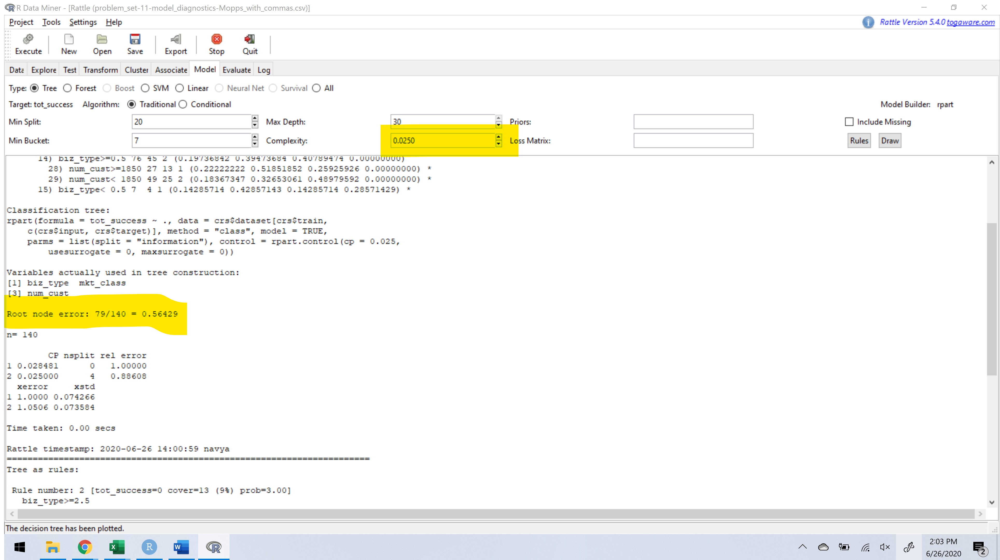 R Data Miner - [Rattle (problem_set-11-model_diagnostics-Mopps_with_commas.csv)]
Project Tools Settings Help
Rattle Version 5.4.0 togaware.com
Execute New Open Save Export Stop Quit
Data Explore Test Transform Cluster Associate Model Evaluate Log
Type: Tree Forest Boost SVM Linear Neural Net Survival All
Target: tot_success Algorithm: Traditional Conditional Model Builder: rpart
Min Split: 20 Max Depth: 30 Priors: Include Missing
Min Bucket: 7 Complexity: 0.0250 Loss Matrix: Rules Draw
14) biz_type>=0.5 76 45 2 (0.19736842 0.39473684 0.40789474 0.00000000)
28) num_cust>=1850 27 13 1 (0.22222222 0.51851852 0.25925926 0.00000000) *
29) num_cust< 1850 49 25 2 (0.18367347 0.32653061 0.48979592 0.00000000) *
15) biz_type< 0.5 7 4 1 (0.14285714 0.42857143 0.14285714 0.28571429) *
Classification tree:
rpart(formula = tot_success ~ ., data = crs$dataset[crs$train,
c(crs$input, crs$target)], method = "class", model = TRUE,
parms = list(split = "information"), control = rpart.control(cp = 0.025,
usesurrogate = 0, maxsurrogate = 0))
Variables actually used in tree construction:
[1] biz_type mkt_class
[3] num_cust
Root node error: 79/140 = 0.56429
n= 140
CP nsplit rel error
1 0.028481 0 1.00000
2 0.025000 4 0.88608
xerror xstd
1 1.0000 0.074266
2 1.0506 0.073584
Time taken: 0.00 secs
Rattle timestamp: 2020-06-26 14:00:59 navya
======================================================================
Tree as rules:
Rule number: 2 [tot_success=0 cover=13 (9%) prob=3.00]
biz_type>=2.5
The decision tree has been plotted.
2:03 PM
6/26/2020
2